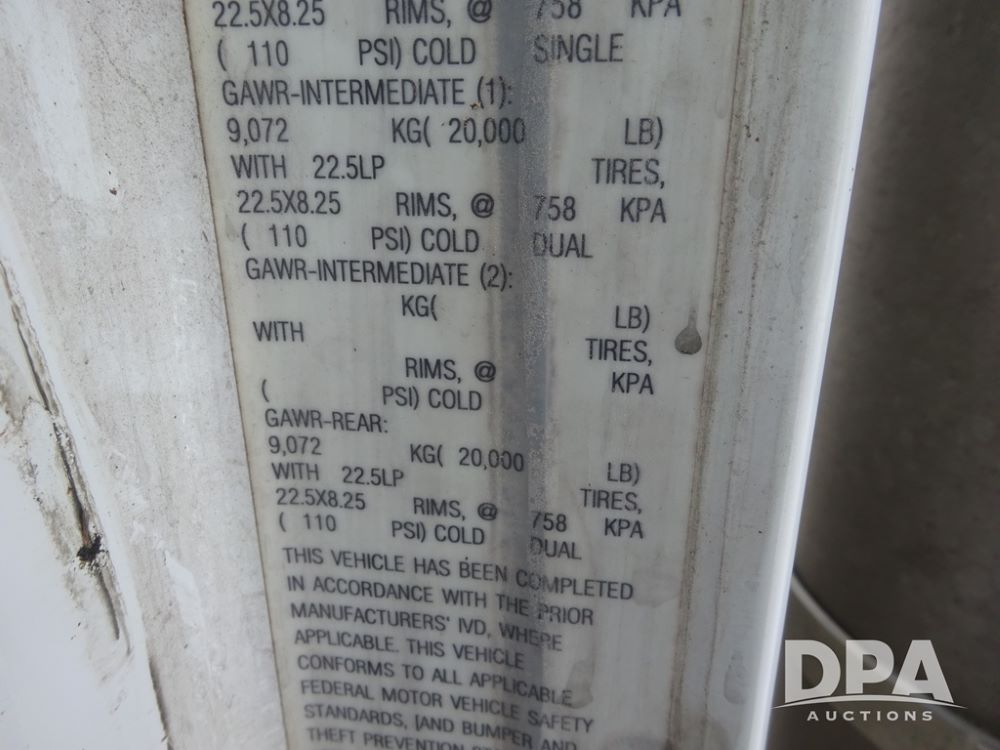 22.5X8.25 RIMS, @ 758 KPA
( 110 PSI) COLD SINGLE
GAWR-INTERMEDIATE (1):
9,072 KG( 20,000 LB)
WITH 22.5LP TIRES,
22.5X8.25 RIMS, @ 758 KPA
( 110 PSI) COLD DUAL
GAWR-INTERMEDIATE (2):
KG( LB)
WITH TIRES,
RIMS, @ KPA
( PSI) COLD
GAWR-REAR:
9,072 KG( 20,000 LB)
WITH 22.5LP TIRES,
22.5X8.25 RIMS, @ 758 KPA
( 110 PSI) COLD DUAL
THIS VEHICLE HAS BEEN COMPLETED
IN ACCORDANCE WITH THE PRIOR
MANUFACTURERS' IVD, WHERE
APPLICABLE. THIS VEHICLE
CONFORMS TO ALL APPLICABLE
FEDERAL MOTOR VEHICLE SAFETY
STANDARDS, [AND BUMPER AND
THEFT PREVENTION
DPA
AUCTIONS